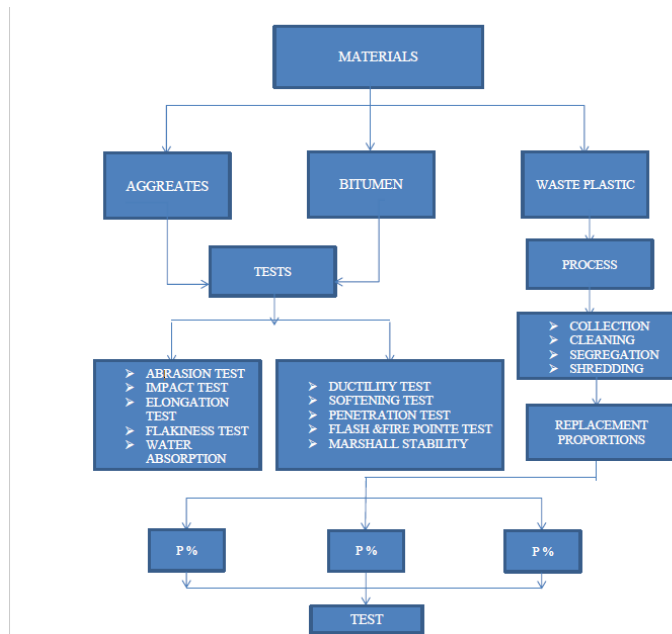 MATERIALS
AGGREATES
BITUMEN
WASTE PLASTIC
TESTS
PROCESS
➢ COLLECTION
➢ CLEANING
➢ SEGREGATION
➢ SHREDDING
➢ ABRASION TEST
➢ IMPACT TEST
➢ ELONGATION
TEST
➢ FLAKINESS TEST
➢ WATER
ABSORPTION
➢ DUCTILITY TEST
➢ SOFTENING TEST
➢ PENETRATION TEST
➢ FLASH &FIRE POINTE TEST
➢ MARSHALL STABILITY
REPLACEMENT
PROPORTIONS
P %
P %
P %
TEST